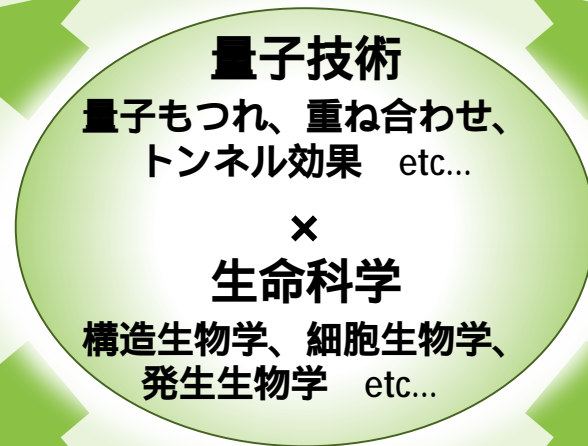 量子技術
量子もつれ、重ね合わせ、
トンネル効果　etc...
×
生命科学
構造生物学、細胞生物学、
発生生物学　etc...